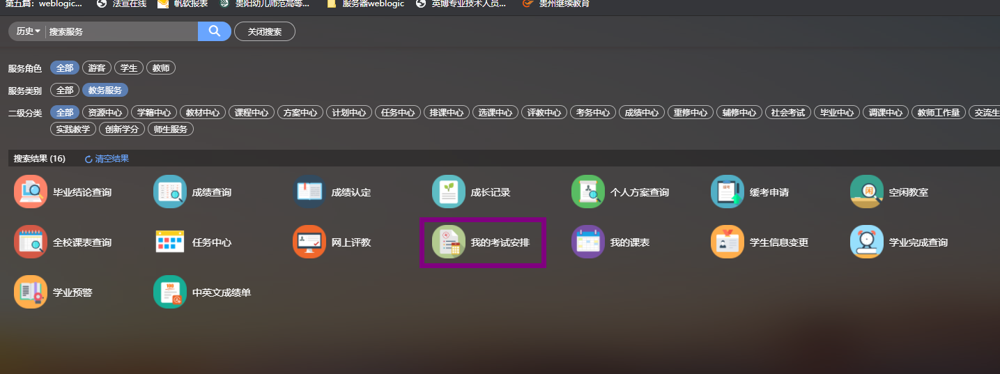 第五篇：weblogic... 法宣在线 帆软报表 贵阳幼儿师范高等... 服务器weblogic 英博专业技术人员... 贵州继续教育
历史 搜索服务 关闭搜索
服务角色 全部 游客 学生 教师
服务类别 全部 教务服务
二级分类 全部 资源中心 学籍中心 教材中心 课程中心 方案中心 计划中心 任务中心 排课中心 选课中心 评教中心 考务中心 成绩中心 重修中心 辅修中心 社会考试 毕业中心 调课中心 教师工作量 交流生
实践教学 创新学分 师生服务
搜索结果 (16) 清空结果
毕业结论查询 成绩查询 成绩认定 成长记录 个人方案查询 缓考申请 空闲教室
全校课表查询 任务中心 网上评教 我的考试安排 我的课表 学生信息变更 学业完成查询
学业预警 中英文成绩单